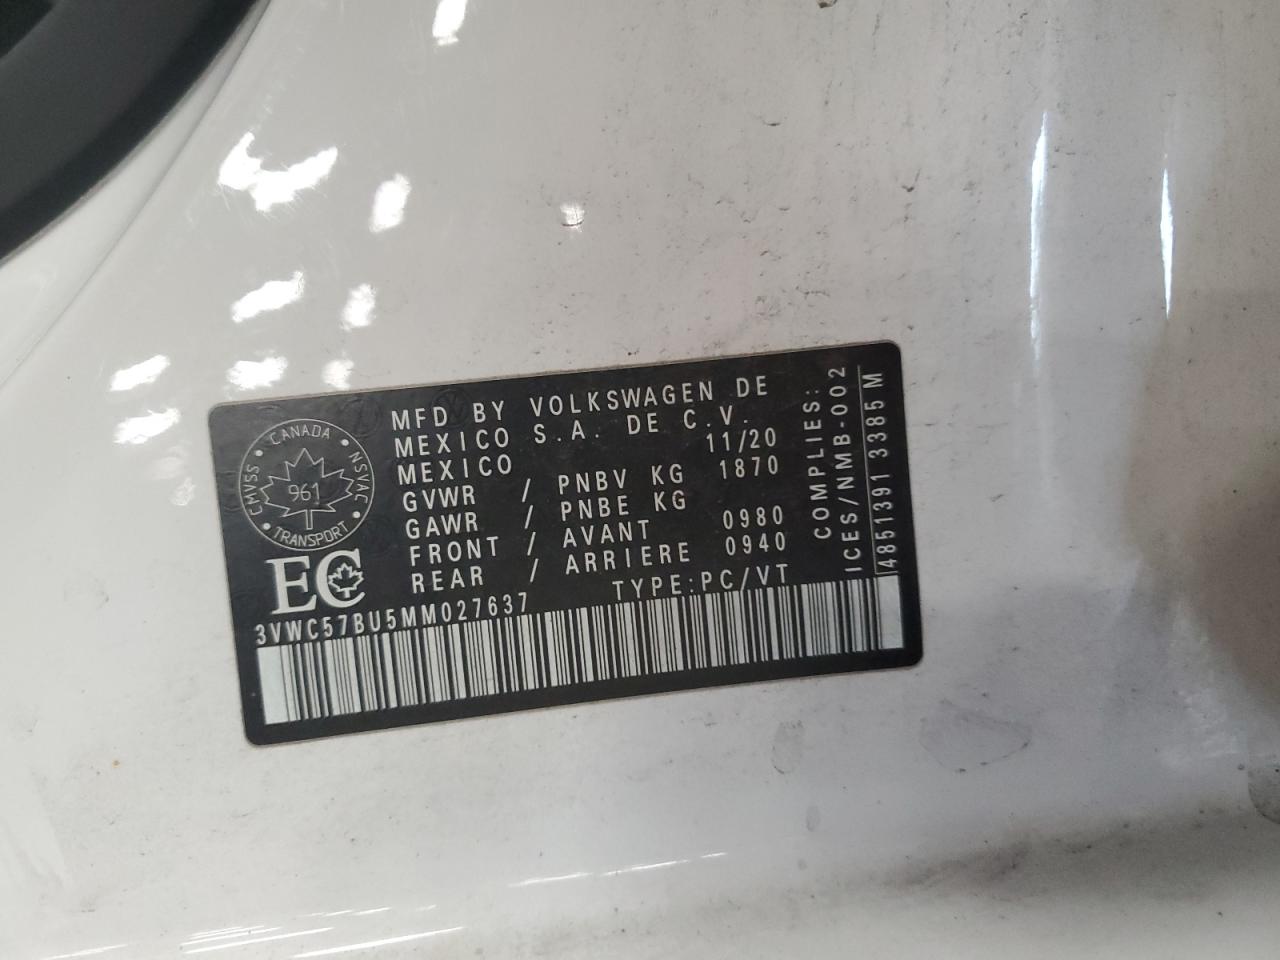 MFD BY VOLKSWAGEN DE
MEXICO S.A. DE C.V.
MEXICO 11/20
GVWR / PNBV KG 1870
GAWR / PNBE KG
FRONT / AVANT 0980
REAR / ARRIERE 0940
TYPE:PC/VT
CANADA
CMVSS
NSVAC
961
TRANSPORT
EC
3VWC57BU5MM027637
COMPLIES:
ICES/NMB-002
4851391 3385 M